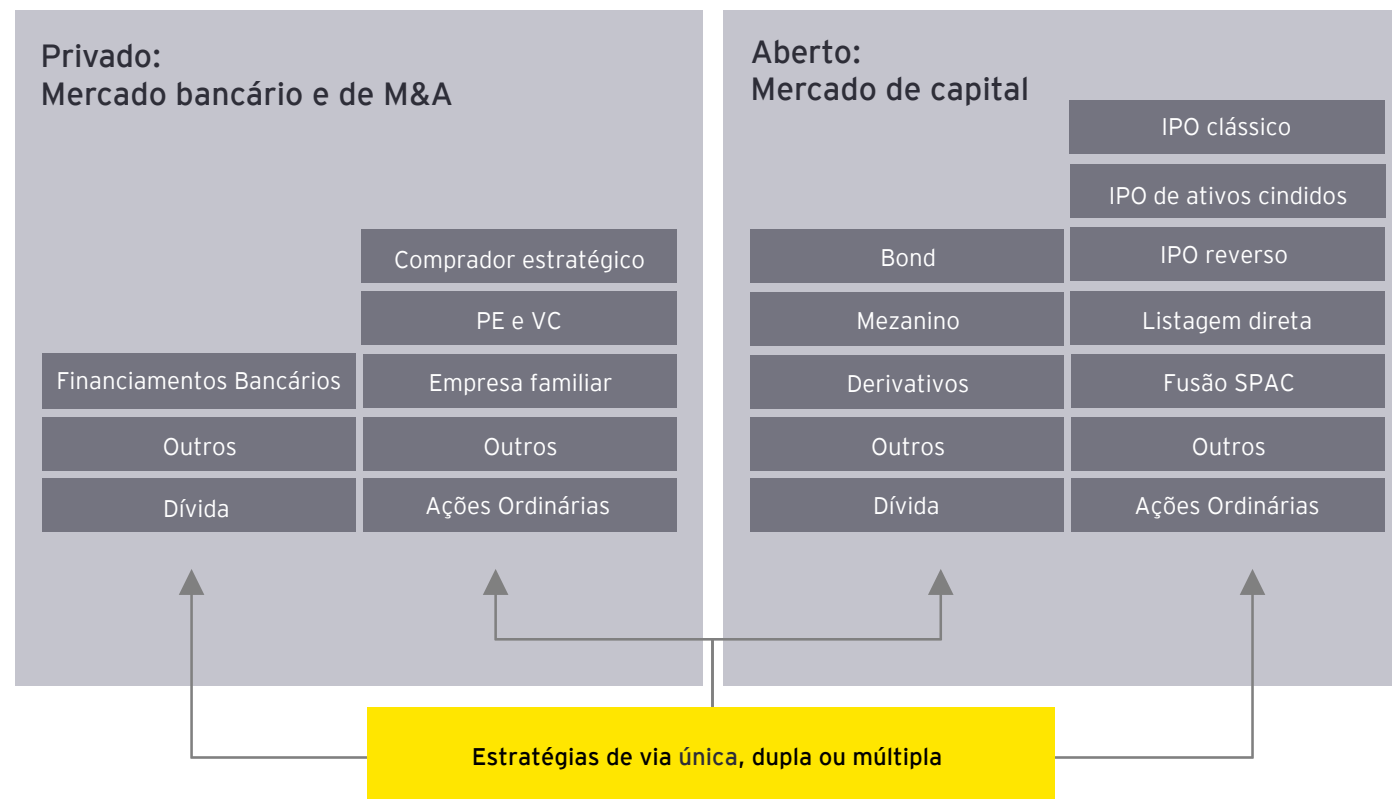 Privado:
Mercado bancário e de M&A
Comprador estratégico
PE e VC
Financiamentos Bancários
Empresa familiar
Outros
Outros
Dívida
Ações Ordinárias
Aberto:
Mercado de capital
IPO clássico
IPO de ativos cindidos
Bond
IPO reverso
Mezanino
Listagem direta
Derivativos
Fusão SPAC
Outros
Outros
Dívida
Ações Ordinárias
Estratégias de via única, dupla ou múltipla